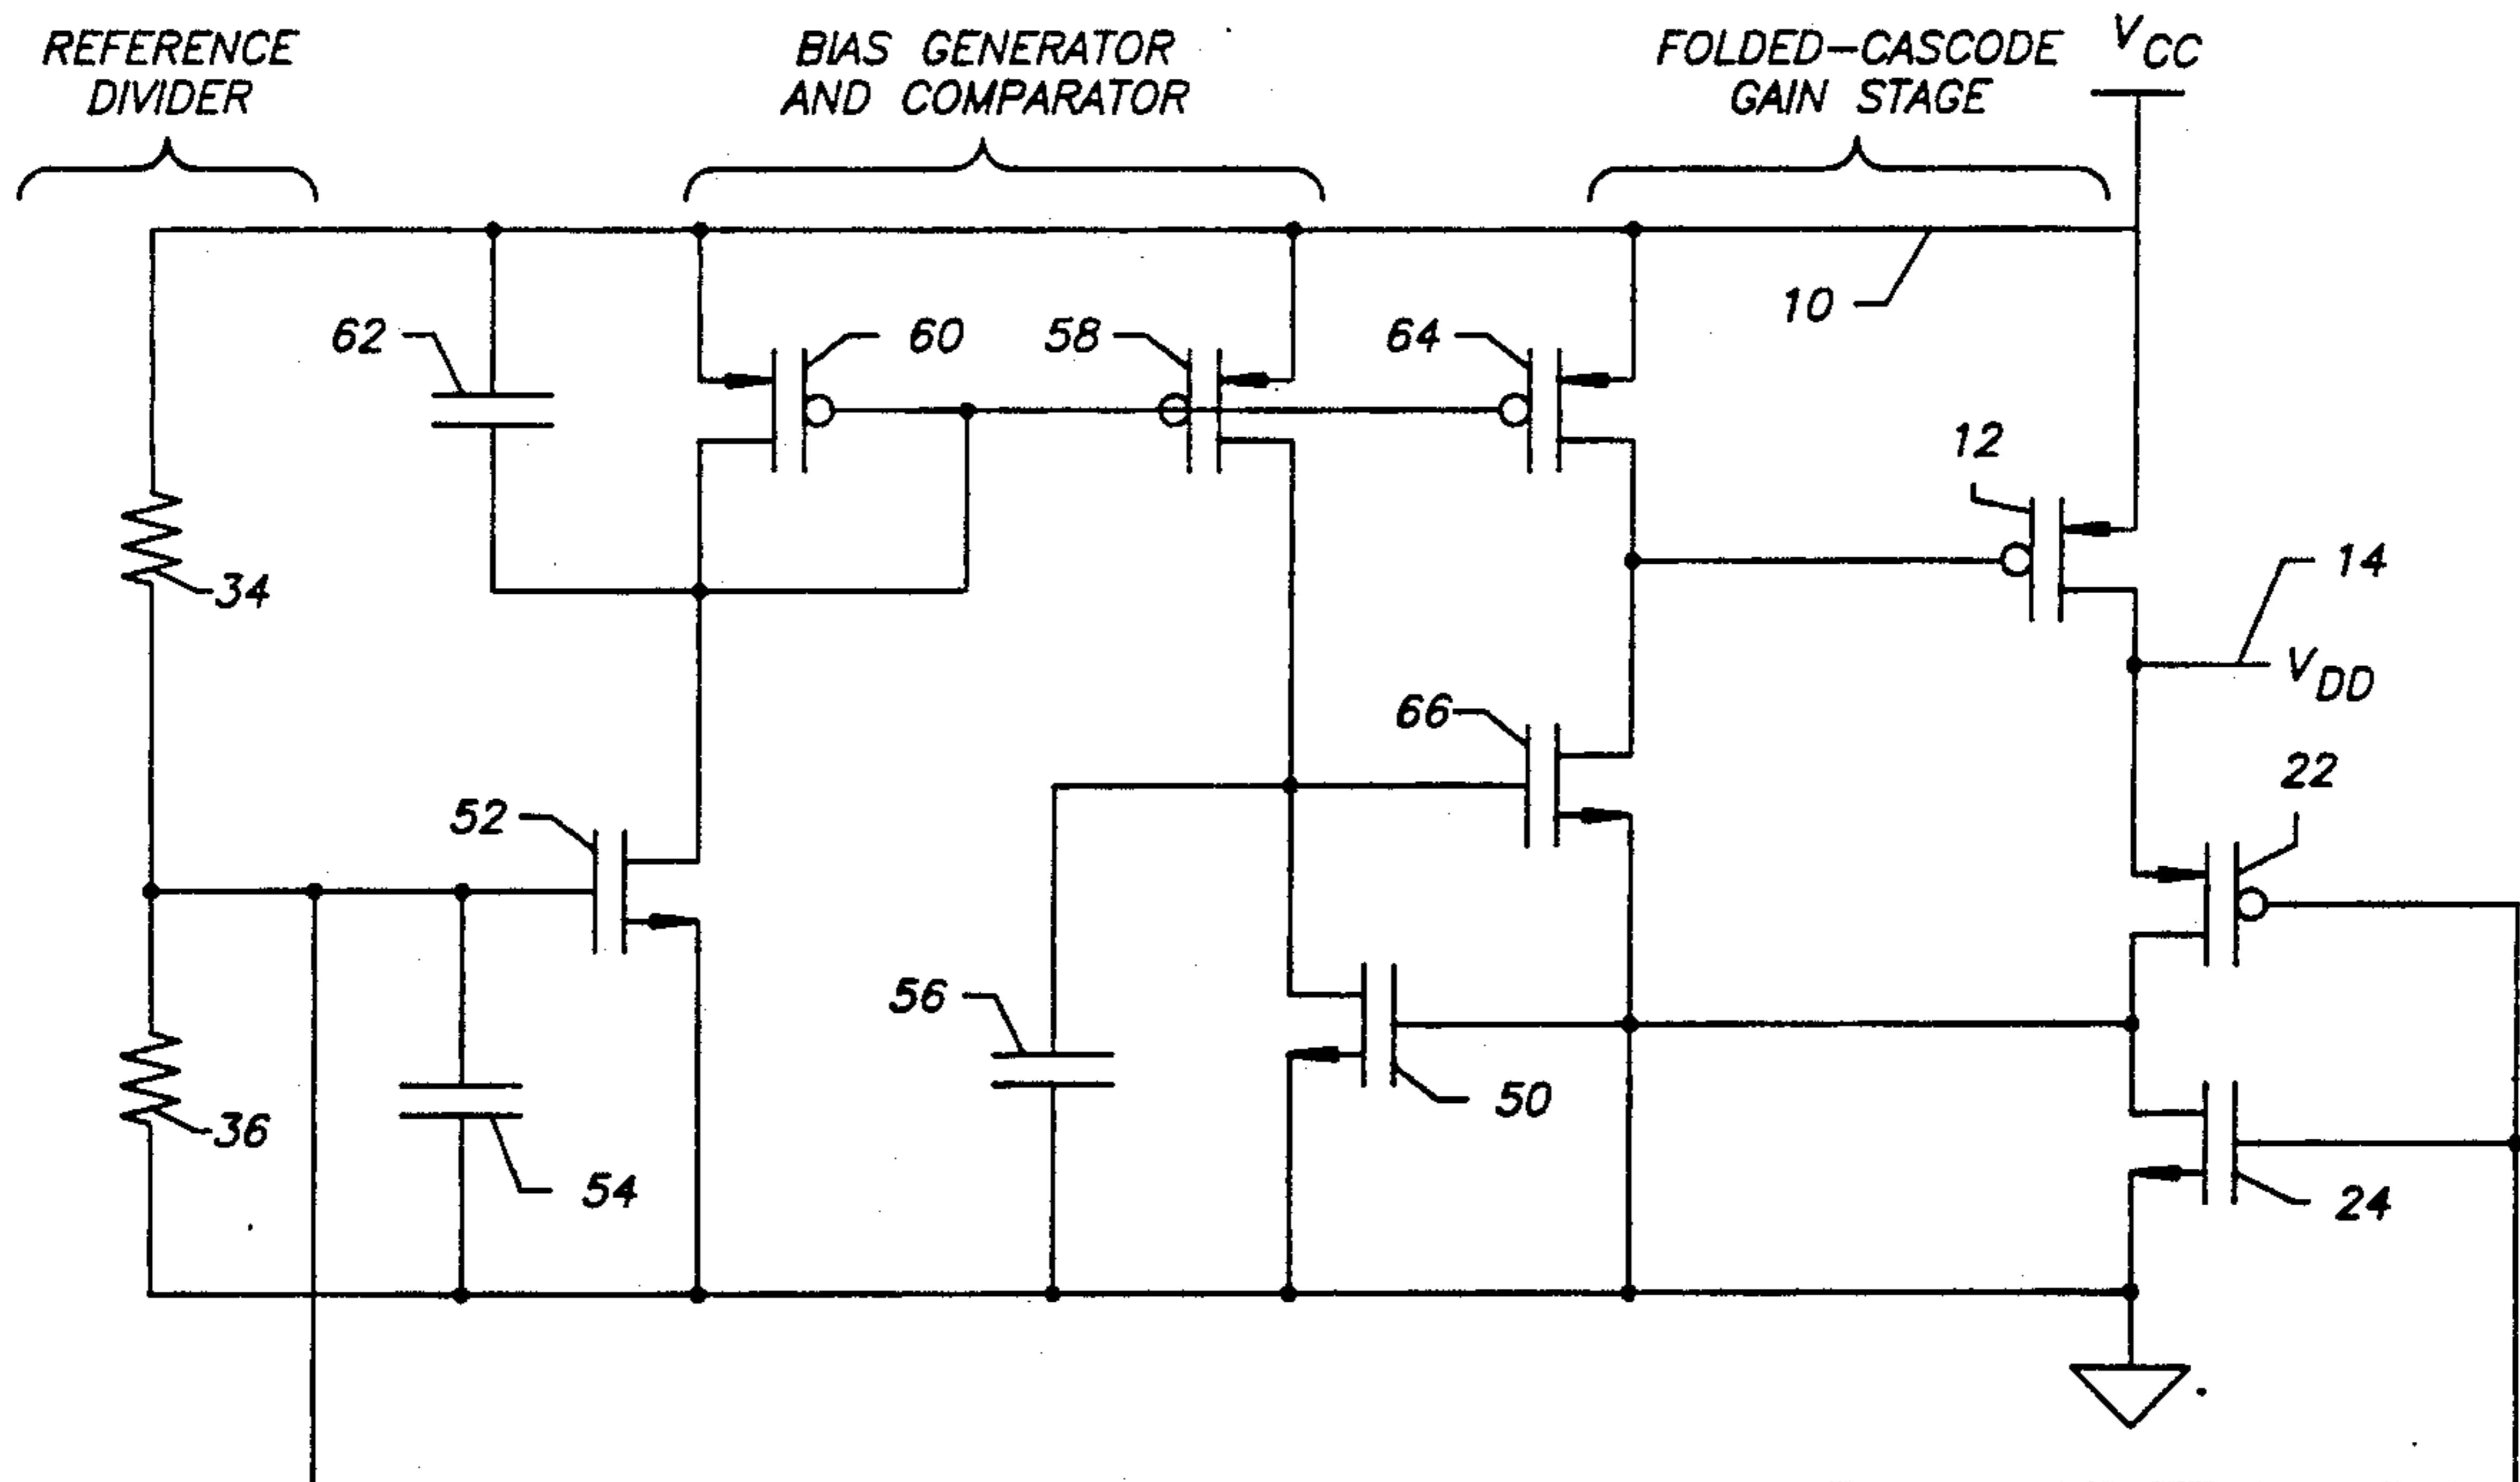 REFERENCE
DIVIDER
BIAS GENERATOR
AND COMPARATOR
FOLDED-CASCODE
GAIN STAGE
VCC
10
62
60
58
64
12
14
34
VDD
66
22
52
56
50
36
54
24